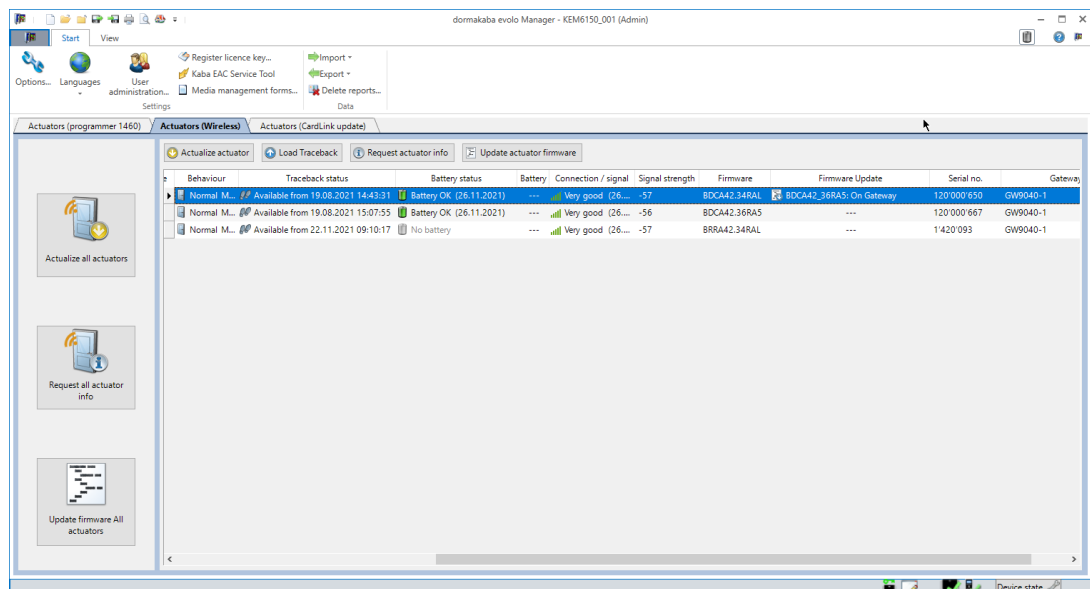 dormakaba evolo Manager - KEM6150_001 (Admin)
Start View
Options...
Languages
User administration...
Register licence key...
Kaba EAC Service Tool
Media management forms...
Settings
Import
Export
Delete reports...
Data
Actuators (programmer 1460) Actuators (Wireless) Actuators (CardLink update)
Actualize all actuators
Request all actuator
info
Update firmware All
actuators
Actualize actuator Load Traceback Request actuator info Update actuator firmware
e Behaviour Traceback status Battery status Battery Connection / signal Signal strength Firmware Firmware Update Serial no. Gateway
Normal M... Available from 19.08.2021 14:43:31 Battery OK (26.11.2021) --- Very good (26.... -57 BDCA42.34RAL BDCA42_36RA5: On Gateway 120'000'650 GW9040-1
Normal M... Available from 19.08.2021 15:07:55 Battery OK (26.11.2021) --- Very good (26.... -56 BDCA42.36RA5 --- 120'000'667 GW9040-1
Normal M... Available from 22.11.2021 09:10:17 No battery --- Very good (26.... -57 BRRA42.34RAL --- 1'420'093 GW9040-1
Device state